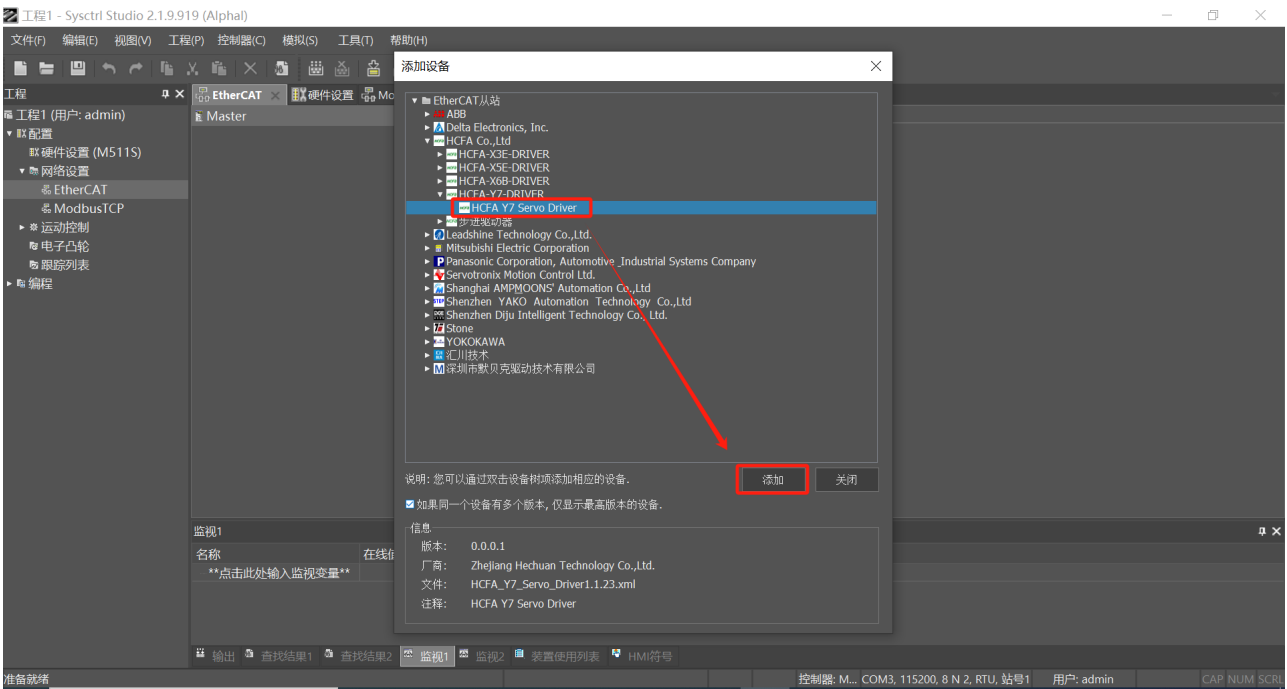 工程1 - Sysctrl Studio 2.1.9.919 (Alphal)
文件(F) 编辑(E) 视图(V) 工程(P) 控制器(C) 模拟(S) 工具(T) 帮助(H)
添加设备
工程
EtherCAT 硬件设置 Mo
工程1 (用户: admin)
Master
配置
硬件设置 (M511S)
网络设置
EtherCAT
ModbusTCP
运动控制
电子凸轮
跟踪列表
编程
EtherCAT从站
ABB
Delta Electronics, Inc.
HCFA Co.,Ltd
HCFA-X3E-DRIVER
HCFA-X5E-DRIVER
HCFA-X6B-DRIVER
HCFA-Y7-DRIVER
HCFA Y7 Servo Driver
步进驱动器
Leadshine Technology Co.,Ltd.
Mitsubishi Electric Corporation
Panasonic Corporation, Automotive _Industrial Systems Company
Servotronix Motion Control Ltd.
Shanghai AMPMOONS' Automation Co.,Ltd
Shenzhen YAKO Automation Technology Co.,Ltd
Shenzhen Diju Intelligent Technology Co., Ltd.
Stone
YOKOKAWA
汇川技术
深圳市默贝克驱动技术有限公司
说明: 您可以通过双击设备树项添加相应的设备.
添加 关闭
如果同一个设备有多个版本, 仅显示最高版本的设备.
信息
版本: 0.0.0.1
厂商: Zhejiang Hechuan Technology Co.,Ltd.
文件: HCFA_Y7_Servo_Driver1.1.23.xml
注释: HCFA Y7 Servo Driver
监视1
名称 在线值
**点击此处输入监视变量**
输出 查找结果1 查找结果2 监视1 监视2 装置使用列表 HMI符号
准备就绪 控制器: M... COM3, 115200, 8 N 2, RTU, 站号1 用户: admin CAP NUM SCRL